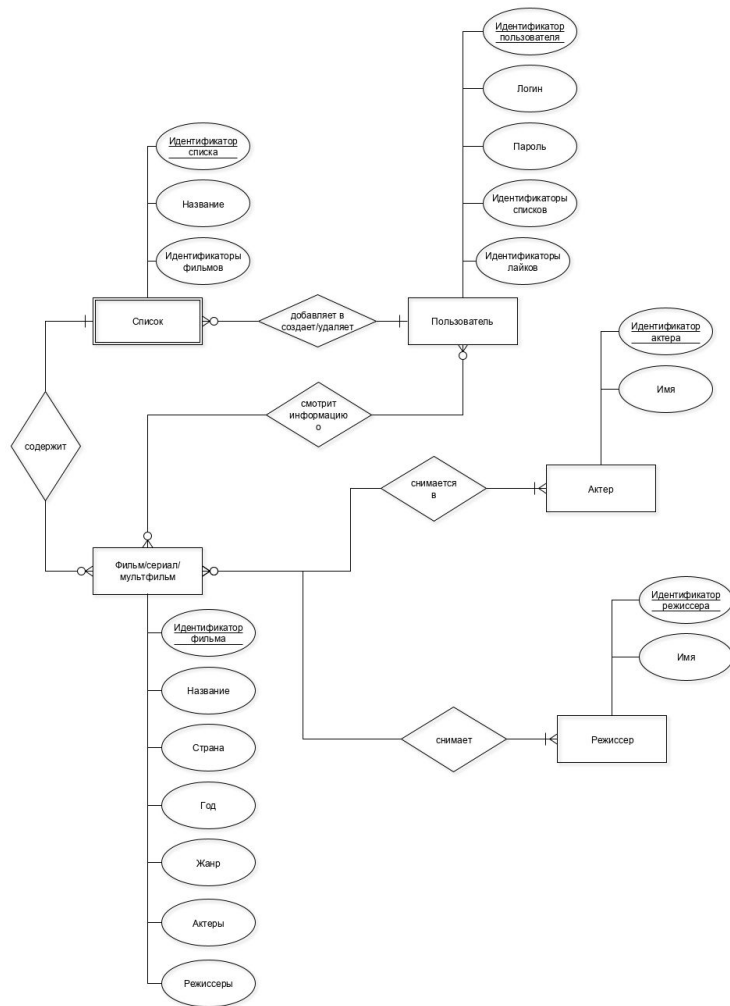 Идентификатор
пользователя
Логин
Пароль
Идентификаторы
списков
Идентификаторы
лайков
Пользователь
Идентификатор
списка
Название
Идентификаторы
фильмов
Список
добавляет в
создает/удаляет
смотрит
информацию
о
содержит
Идентификатор
актера
Имя
Актер
снимается
в
Фильм/сериал/
мультфильм
Идентификатор
режиссера
Имя
Режиссер
снимает
Идентификатор
фильма
Название
Страна
Год
Жанр
Актеры
Режиссеры